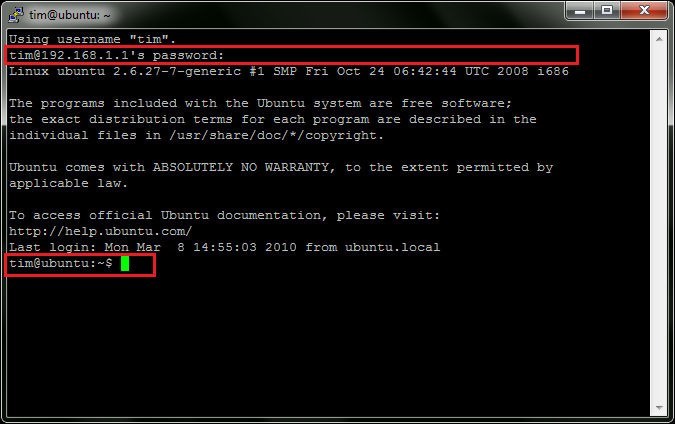 tim@ubuntu: ~
Using username "tim".
tim@192.168.1.1's password:
Linux ubuntu 2.6.27-7-generic #1 SMP Fri Oct 24 06:42:44 UTC 2008 i686
The programs included with the Ubuntu system are free software;
the exact distribution terms for each program are described in the
individual files in /usr/share/doc/*/copyright.
Ubuntu comes with ABSOLUTELY NO WARRANTY, to the extent permitted by
applicable law.
To access official Ubuntu documentation, please visit:
http://help.ubuntu.com/
Last login: Mon Mar  8 14:55:03 2010 from ubuntu.local
tim@ubuntu:~$